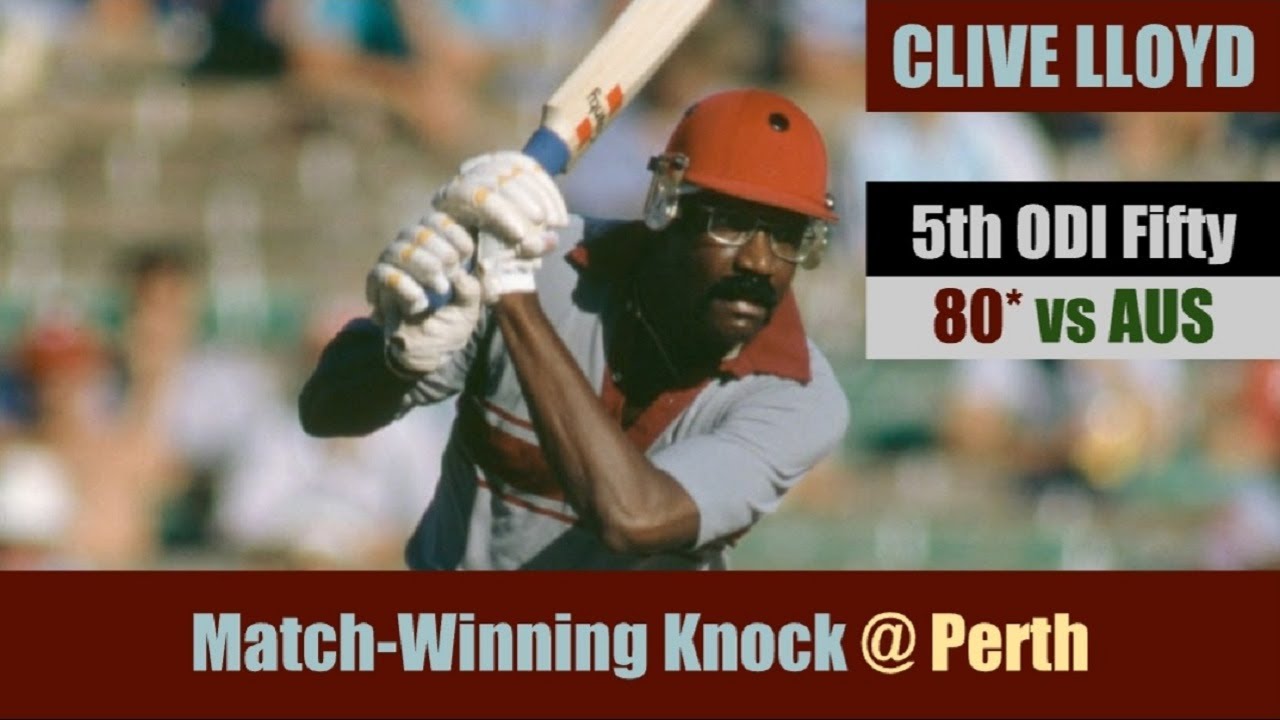 CLIVE LLOYD
5th ODI Fifty
80* vs AUS
Match-Winning Knock @ Perth